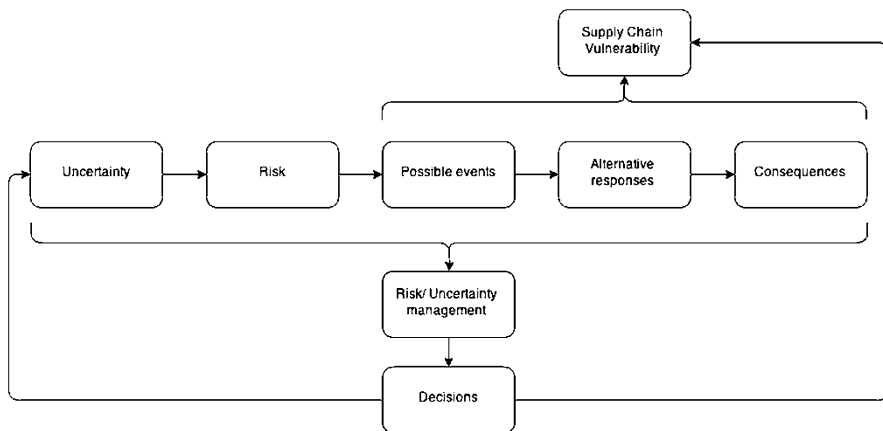 Supply Chain
Vulnerability
Uncertainty
Risk
Possible events
Alternative
responses
Consequences
Risk/ Uncertainty
management
Decisions